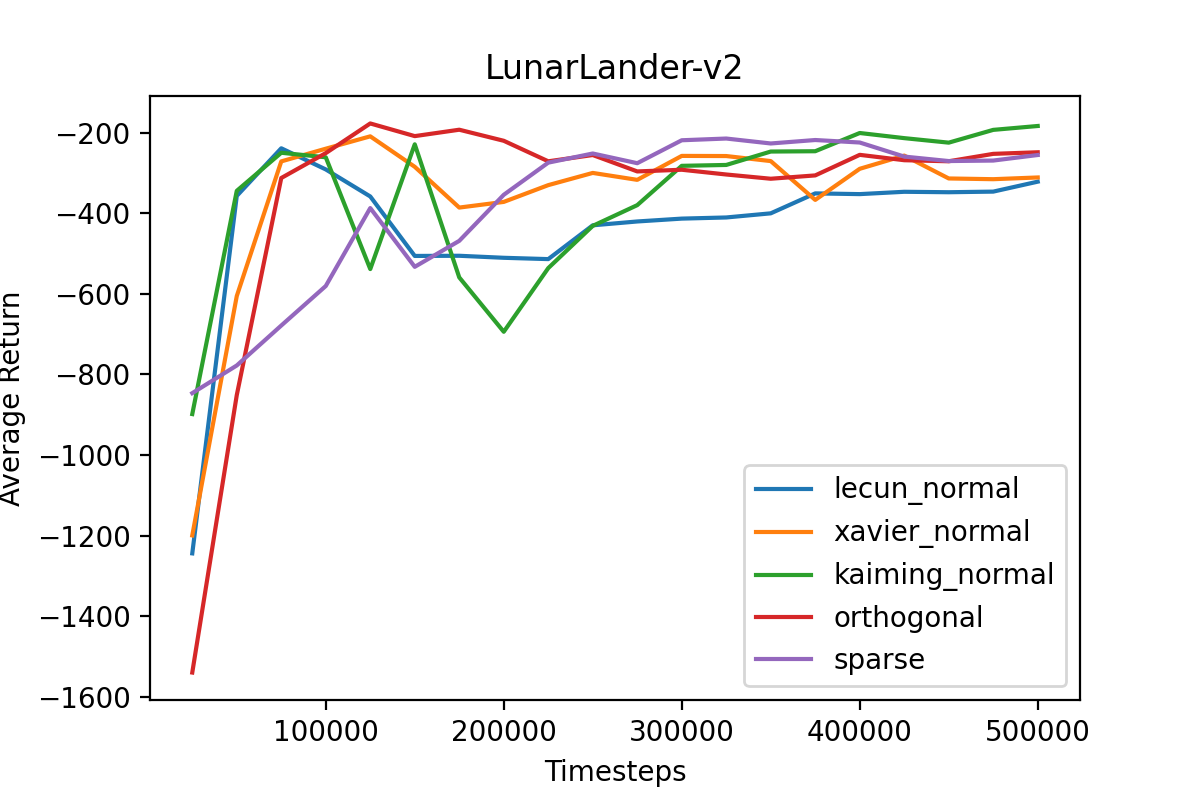 LunarLander-v2
−200
−400
−600
−800
−1000
−1200
−1400
−1600
Average Return
100000
200000
300000
400000
500000
Timesteps
lecun_normal
xavier_normal
kaiming_normal
orthogonal
sparse